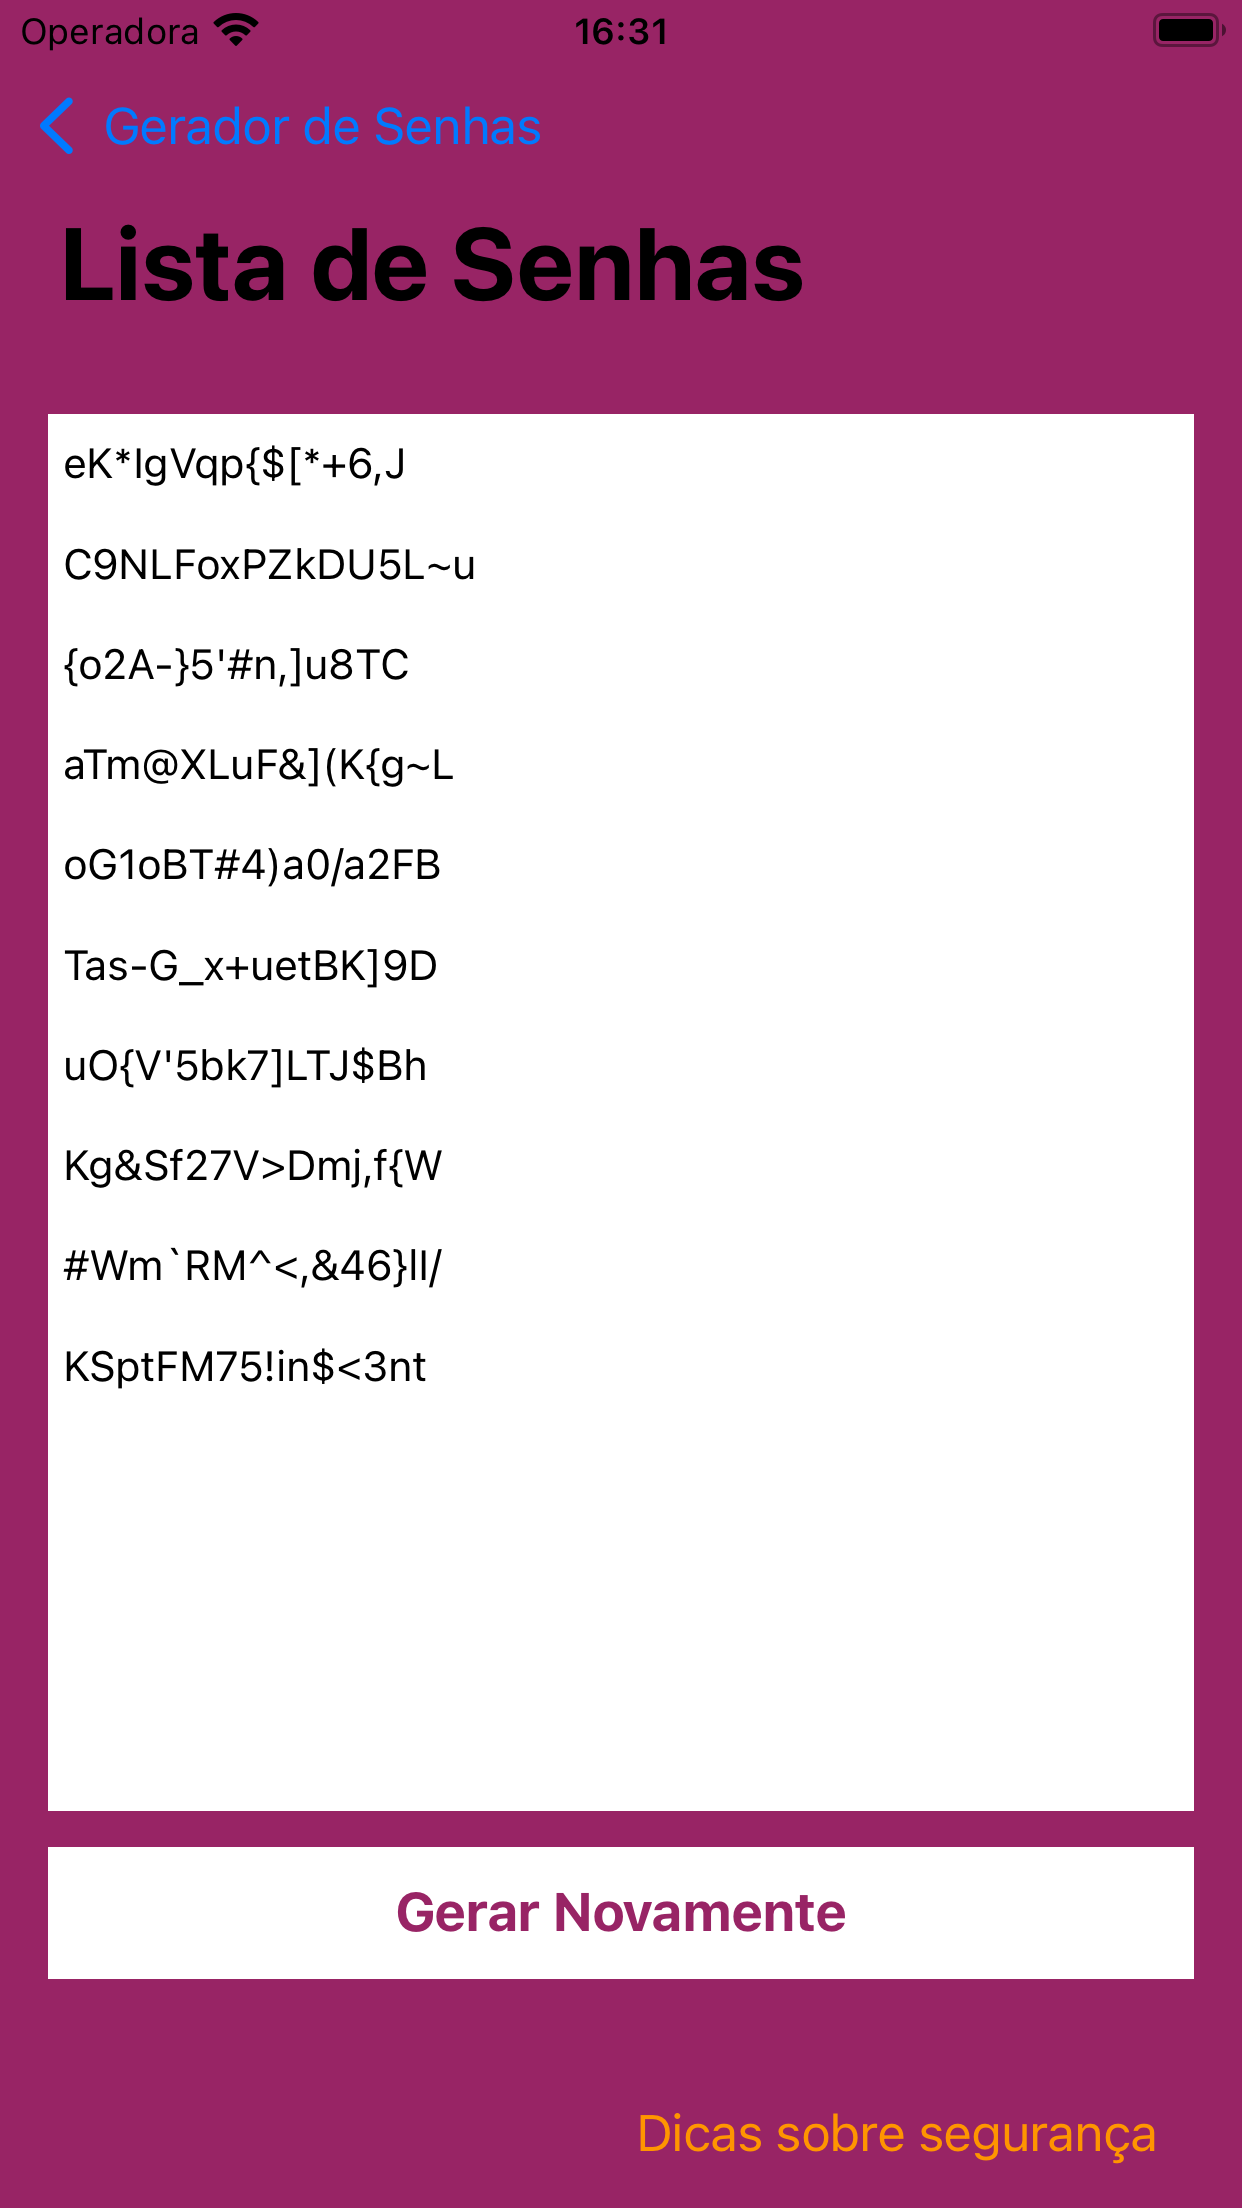 Operadora
16:31
Gerador de Senhas
Lista de Senhas
eK*IgVqp{$[*+6,J
C9NLFoxPZkDU5L~u
{o2A-}5'#n,]u8TC
aTm@XLuF&](K{g~L
oG1oBT#4)a0/a2FB
Tas-G_x+uetBK]9D
uO{V'5bk7]LTJ$Bh
Kg&Sf27V>Dmj,f{W
#Wm`RM^<,&46}lI/
KSptFM75!in$<3nt
Gerar Novamente
Dicas sobre segurança